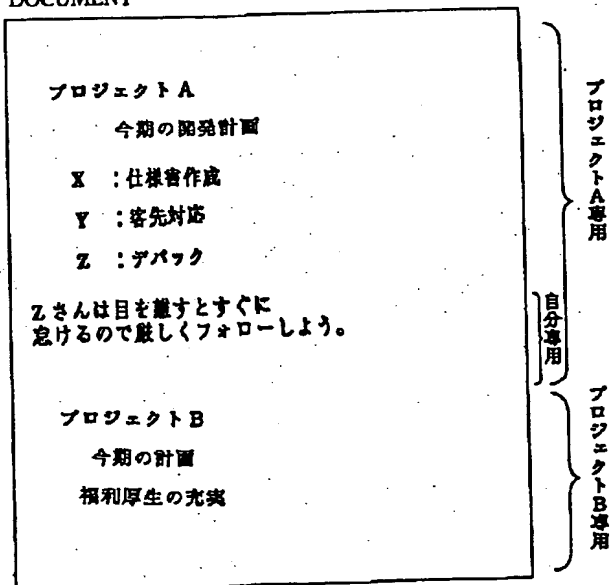 DOCUMENT
プロジェクトA
今期の開発計画
X :仕様書作成
Y :客先対応
Z :デバック
Zさんは目を離すとすぐに
怠けるので厳しくフォローしよう。
プロジェクトB
今期の計画
福利厚生の充実
プロジェクトA専用
自分専用
プロジェクトB専用